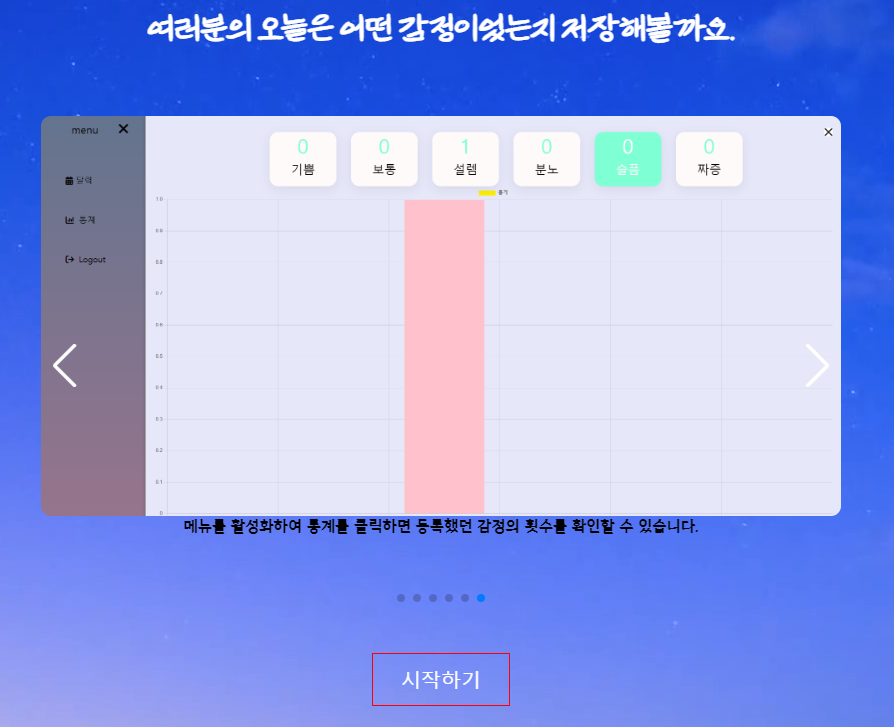 여러분의 오늘은 어떤 감정이었는지 저장해볼까요.
menu
0
기쁨
0
보통
1
설렘
0
분노
0
슬픔
0
짜증
통계
달력
통계
Logout
1.0
0.9
0.8
0.7
0.6
0.5
0.4
0.3
0.2
0.1
0
메뉴를 활성화하여 통계를 클릭하면 등록했던 감정의 횟수를 확인할 수 있습니다.
시작하기